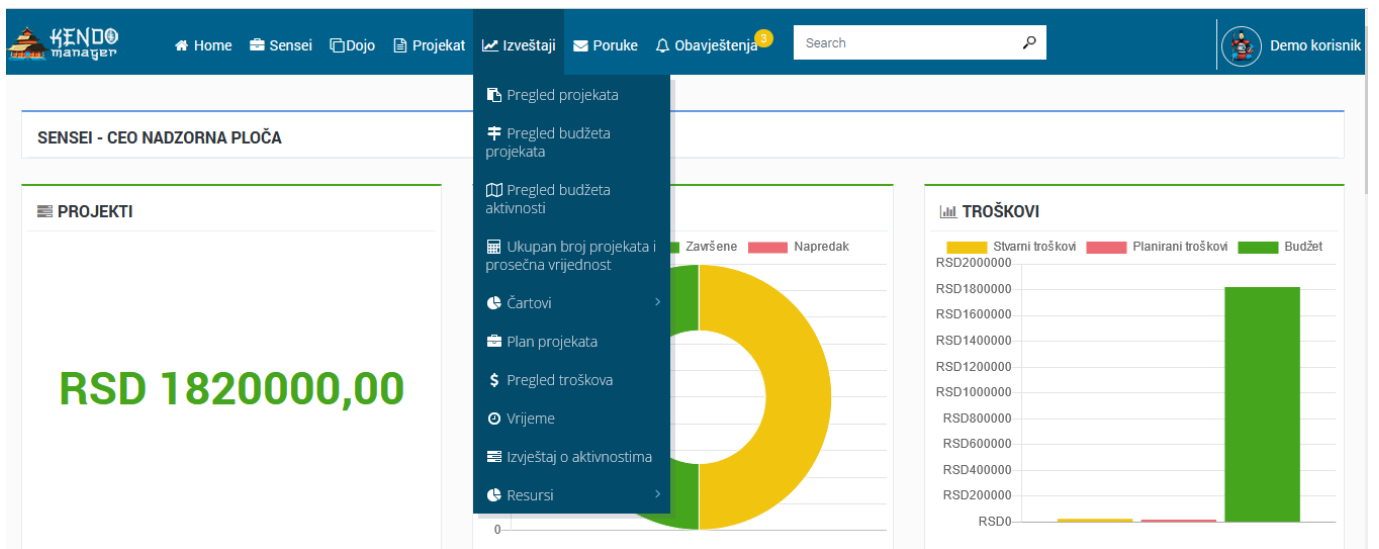 KENDO
manager
Home
Sensei
Dojo
Projekat
Izveštaji
Poruke
Obavještenja
3
Search
Demo korisnik
Pregled projekata
Pregled budžeta
projekata
Pregled budžeta
aktivnosti
Ukupan broj projekata i
prosečna vrijednost
Čartovi
Plan projekata
Pregled troškova
Vrijeme
Izvještaj o aktivnostima
Resursi
SENSEI - CEO NADZORNA PLOČA
PROJEKTI
RSD 1820000,00
Završene
Napredak
0
TROŠKOVI
Stvarni troškovi
Planirani troškovi
Budžet
RSD2000000
RSD1800000
RSD1600000
RSD1400000
RSD1200000
RSD1000000
RSD800000
RSD600000
RSD400000
RSD200000
RSD0